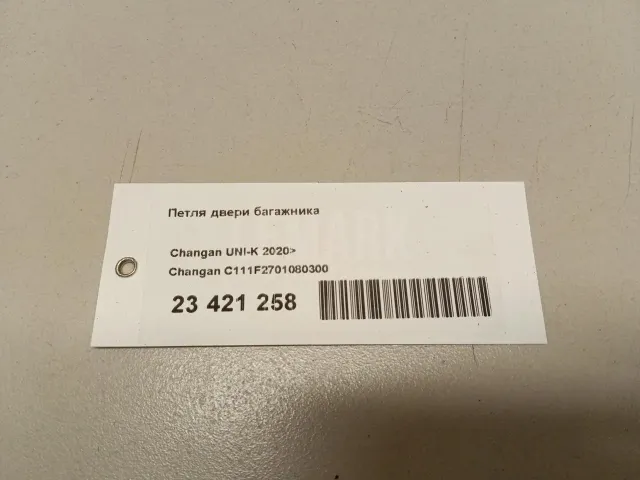 Петля двери багажника
Changan UNI-K 2020>
Changan C111F2701080300
23 421 258